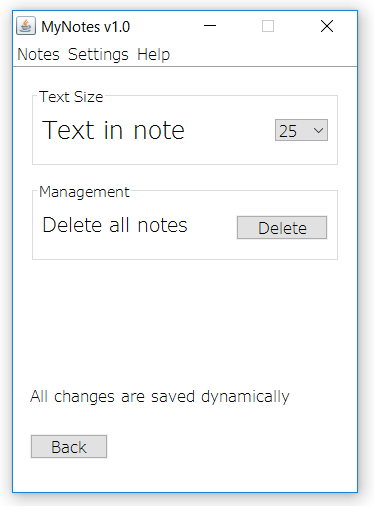 MyNotes v1.0
Notes Settings Help
Text Size
Text in note 25
Management
Delete all notes Delete
All changes are saved dynamically
Back